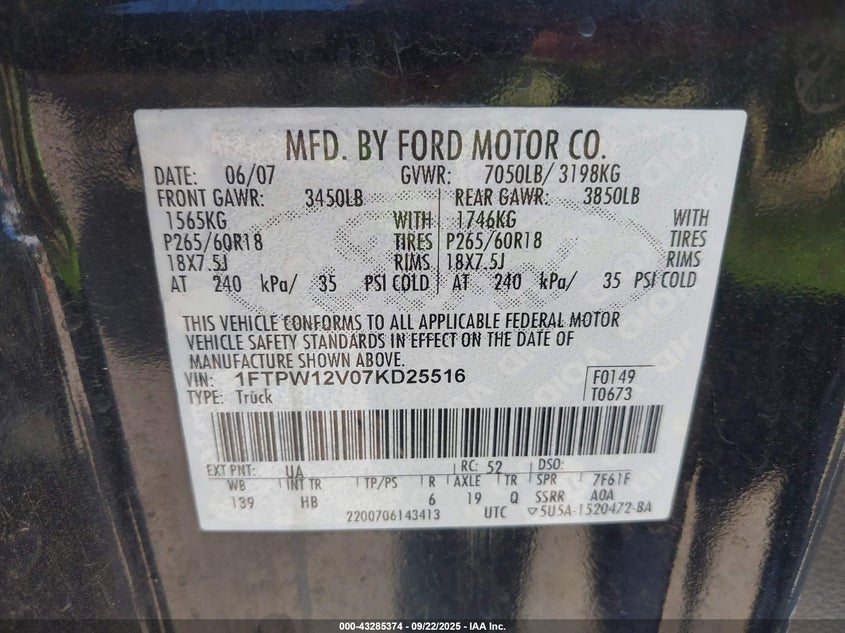 MFD. BY FORD MOTOR CO.
DATE: 06/07 GVWR: 7050LB/ 3198KG
FRONT GAWR: 3450LB REAR GAWR: 3850LB
1565KG WITH 1746KG WITH
P265/60R18 TIRES P265/60R18 TIRES
18X7.5J RIMS 18X7.5J RIMS
AT 240 kPa/ 35 PSI COLD AT 240 kPa/ 35 PSI COLD
THIS VEHICLE CONFORMS TO ALL APPLICABLE FEDERAL MOTOR
VEHICLE SAFETY STANDARDS IN EFFECT ON THE DATE OF
MANUFACTURE SHOWN ABOVE.
VIN: 1FTPW12V07KD25516 F0149
TYPE: Truck T0673
EXT PNT: UA RC: 52 DSO:
WB INT TR TP/PS R AXLE TR SPR 7F61F
139 HB 6 19 Q SSRR A0A
2200706143413 UTC ▽5U5A-1520472-BA
000-43285374 - 09/22/2025 - IAA Inc.